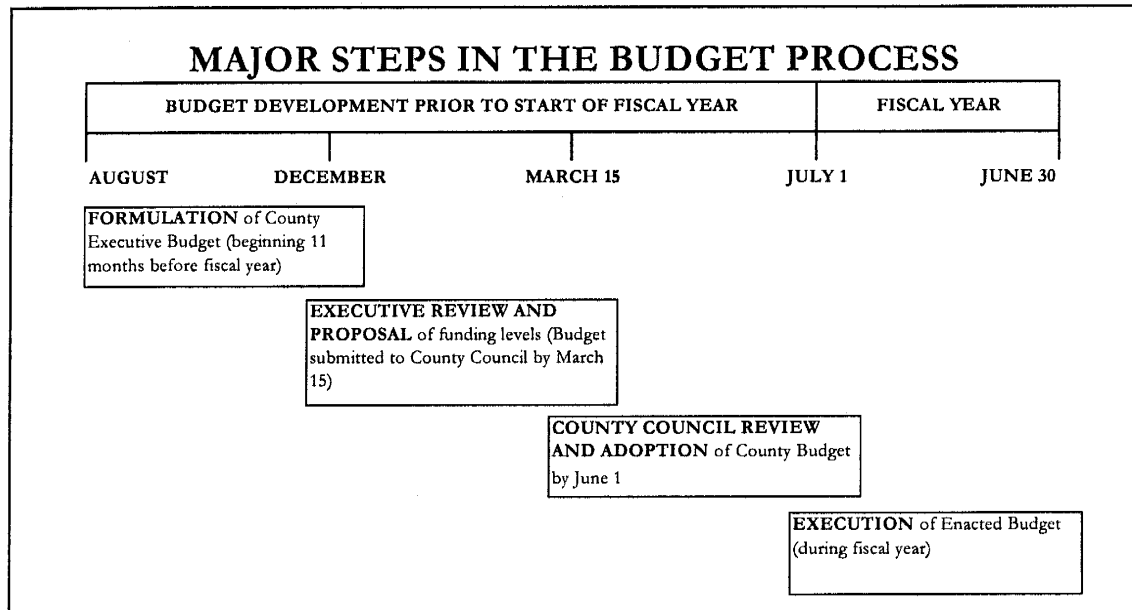 MAJOR STEPS IN THE BUDGET PROCESS
BUDGET DEVELOPMENT PRIOR TO START OF FISCAL YEAR
FISCAL YEAR
AUGUST
DECEMBER
MARCH 15
JULY 1
JUNE 30
FORMULATION of County
Executive Budget (beginning 11
months before fiscal year)
EXECUTIVE REVIEW AND
PROPOSAL of funding levels (Budget
submitted to County Council by March
15)
COUNTY COUNCIL REVIEW
AND ADOPTION of County Budget
by June 1
EXECUTION of Enacted Budget
(during fiscal year)